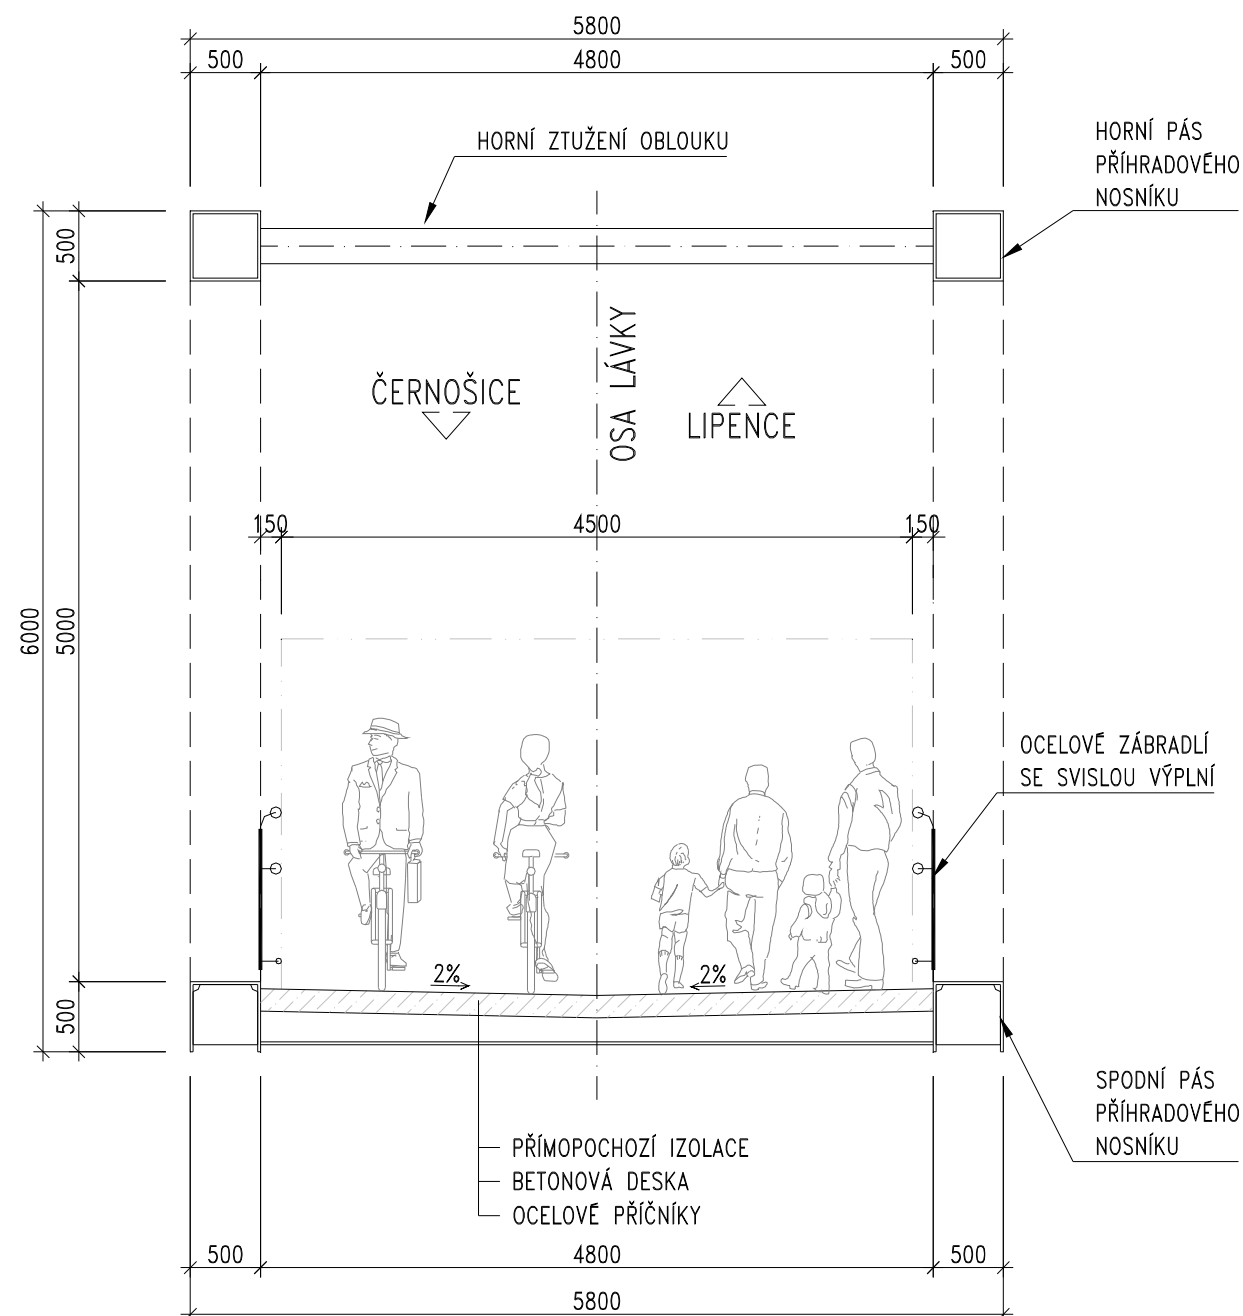 5800
500
4800
500
HORNÍ ZTUŽENÍ OBLOUKU
HORNÍ PÁS
PŘÍHRADOVÉHO
NOSNÍKU
500
OSA LÁVKY
ČERNOŠICE
LIPENCE
150
4500
150
6000
5000
OCELOVÉ ZÁBRADLÍ
SE SVISLOU VÝPLNÍ
2%
2%
500
SPODNÍ PÁS
PŘÍHRADOVÉHO
NOSNÍKU
PŘÍMOPOCHOZÍ IZOLACE
BETONOVÁ DESKA
OCELOVÉ PŘÍČNÍKY
500
4800
500
5800